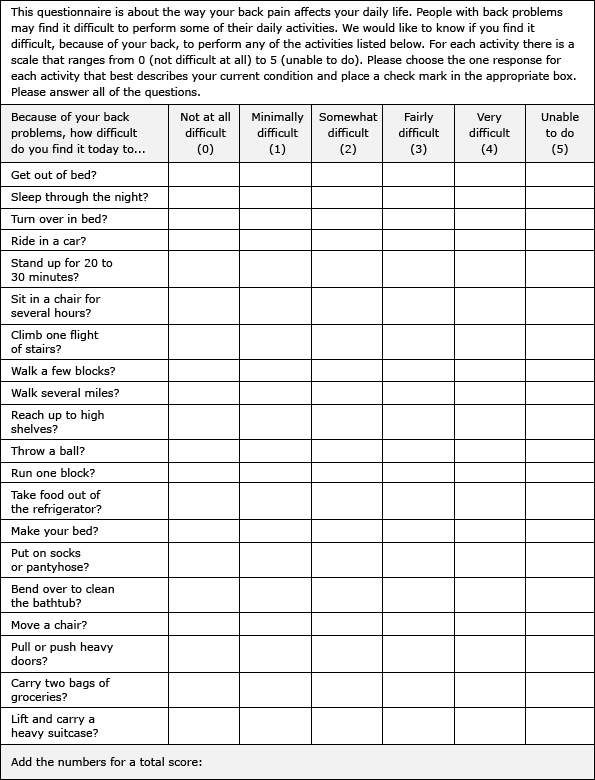 This questionnaire is about the way your back pain affects your daily life. People with back problems
may find it difficult to perform some of their daily activities. We would like to know if you find it
difficult, because of your back, to perform any of the activities listed below. For each activity there is a
scale that ranges from 0 (not difficult at all) to 5 (unable to do). Please choose the one response for
each activity that best describes your current condition and place a check mark in the appropriate box.
Please answer all of the questions.
Because of your back
problems, how difficult
do you find it today to...
Not at all
difficult
(0)
Minimally
difficult
(1)
Somewhat
difficult
(2)
Fairly
difficult
(3)
Very
difficult
(4)
Unable
to do
(5)
Get out of bed?
Sleep through the night?
Turn over in bed?
Ride in a car?
Stand up for 20 to
30 minutes?
Sit in a chair for
several hours?
Climb one flight
of stairs?
Walk a few blocks?
Walk several miles?
Reach up to high
shelves?
Throw a ball?
Run one block?
Take food out of
the refrigerator?
Make your bed?
Put on socks
or pantyhose?
Bend over to clean
the bathtub?
Move a chair?
Pull or push heavy
doors?
Carry two bags of
groceries?
Lift and carry a
heavy suitcase?
Add the numbers for a total score: